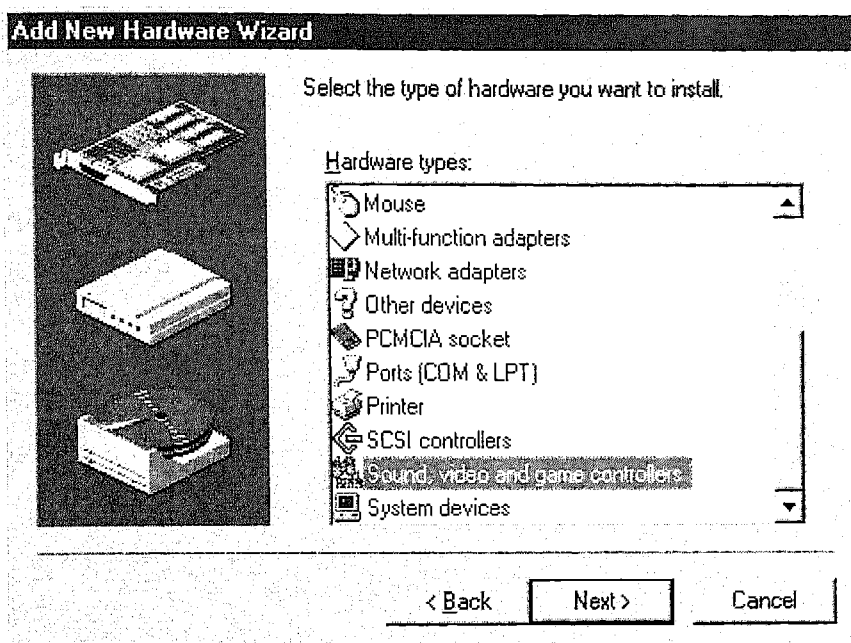 Add New Hardware Wizard
Select the type of hardware you want to install.
Hardware types:
Mouse
Multi-function adapters
Network adapters
Other devices
PCMCIA socket
Ports (COM & LPT)
Printer
SCSI controllers
Sound, video and game controllers
System devices
< Back
Next >
Cancel